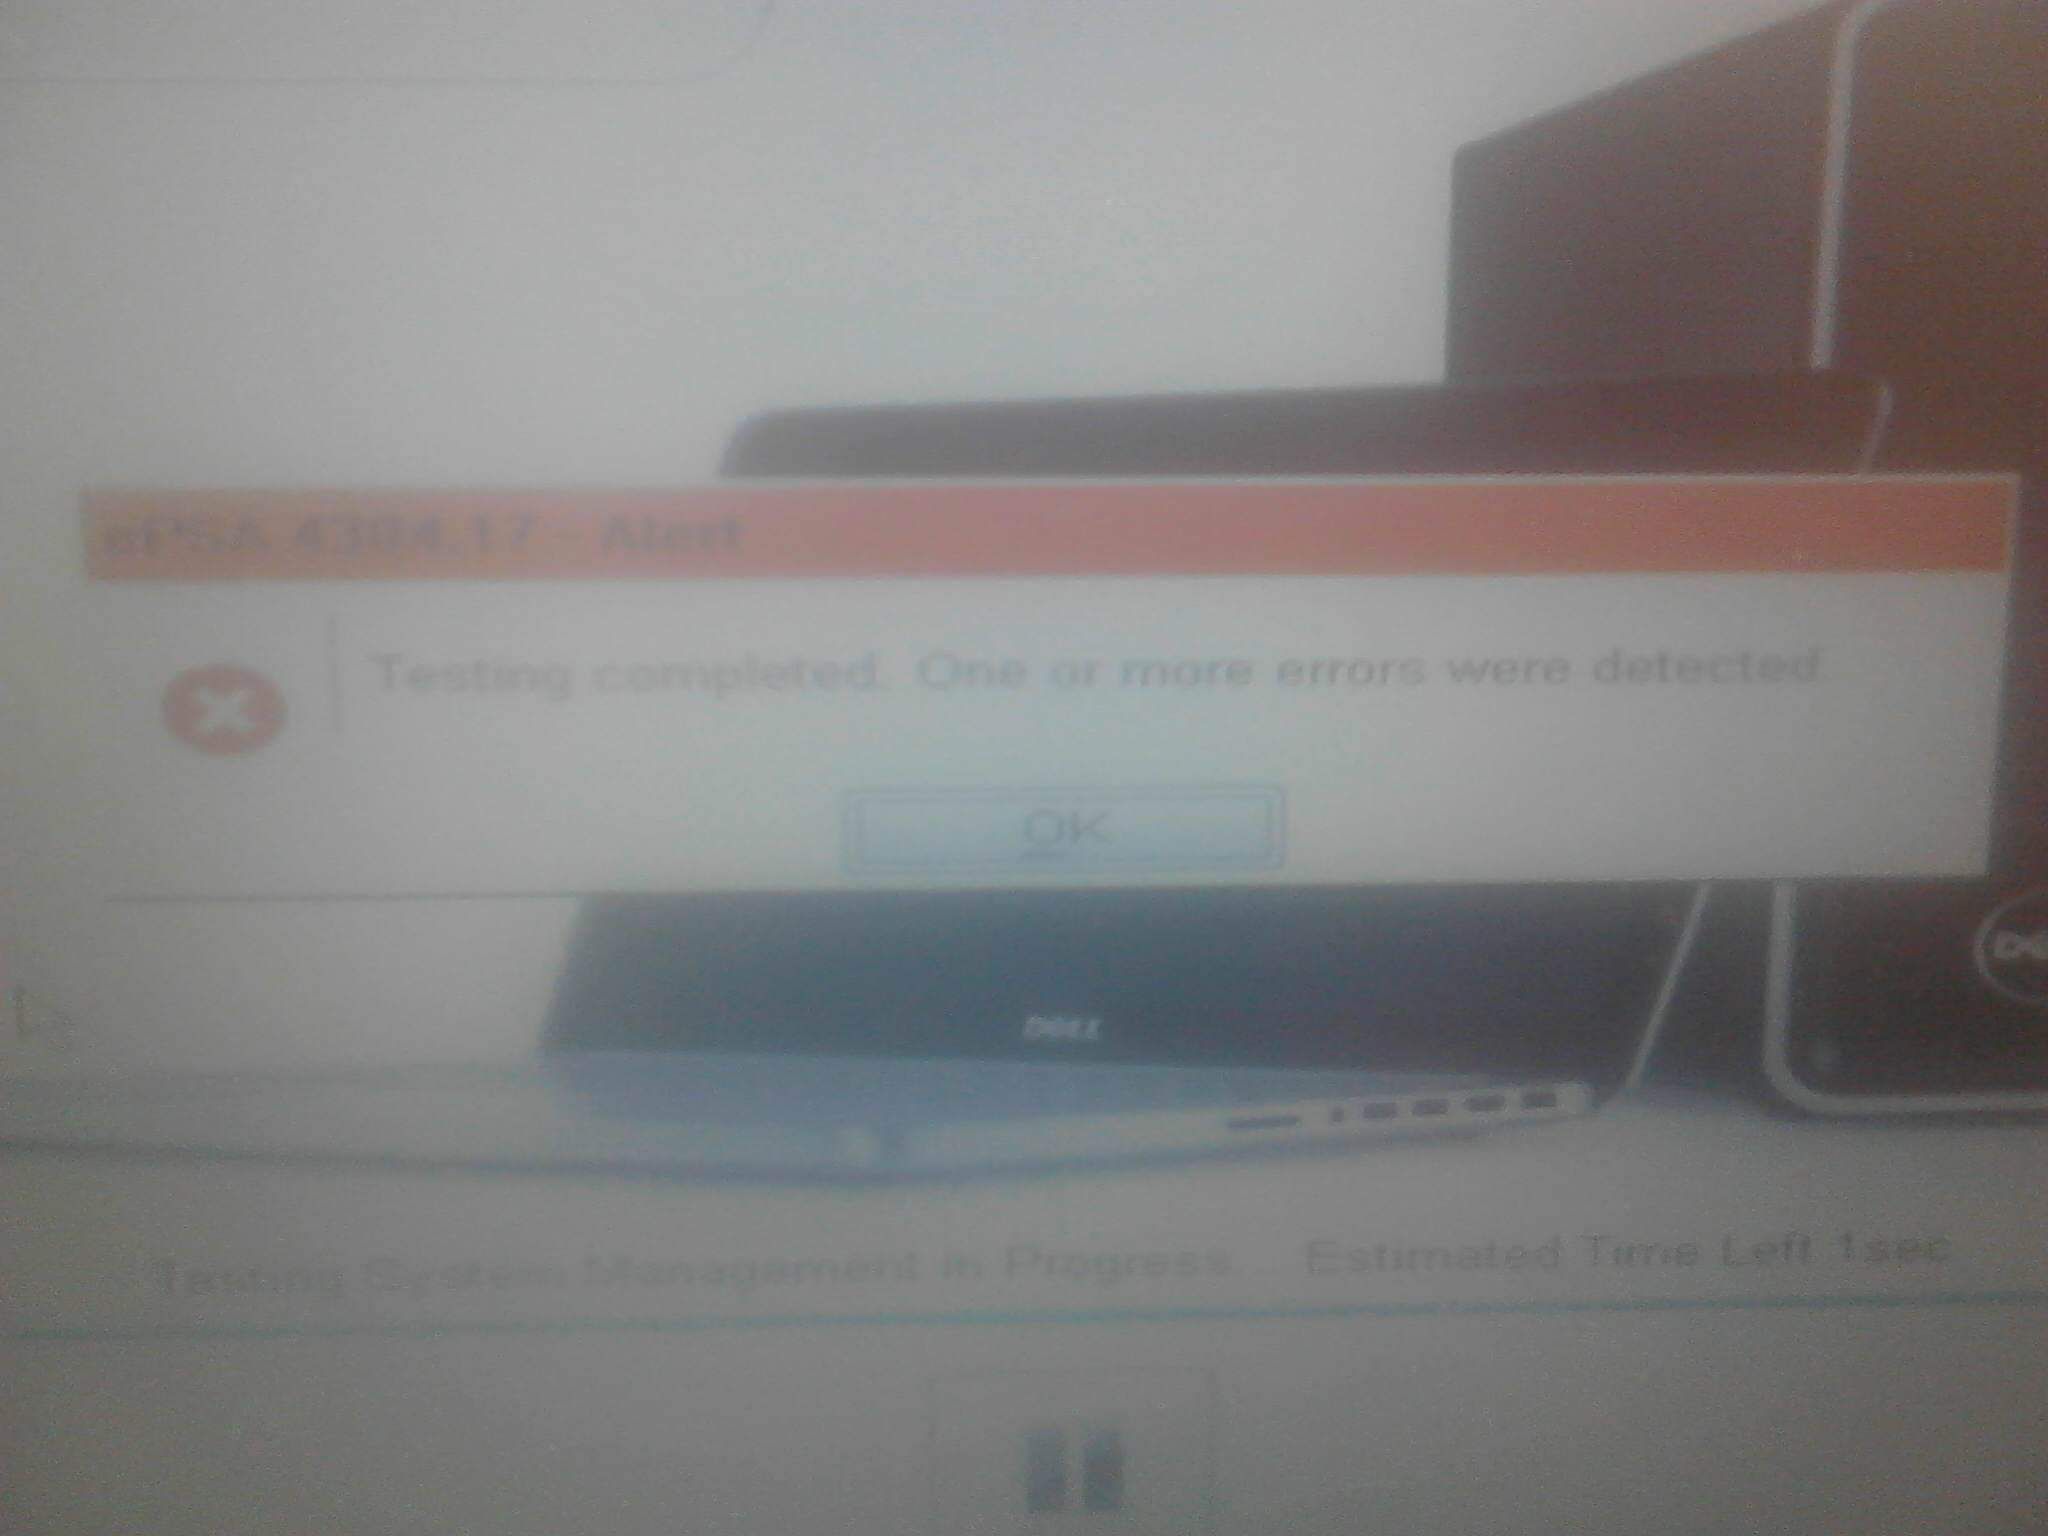 ePSA 4304.17 - Alert
Testing completed. One or more errors were detected.
OK
DELL
Testing System Management in Progress. Estimated Time Left 1sec